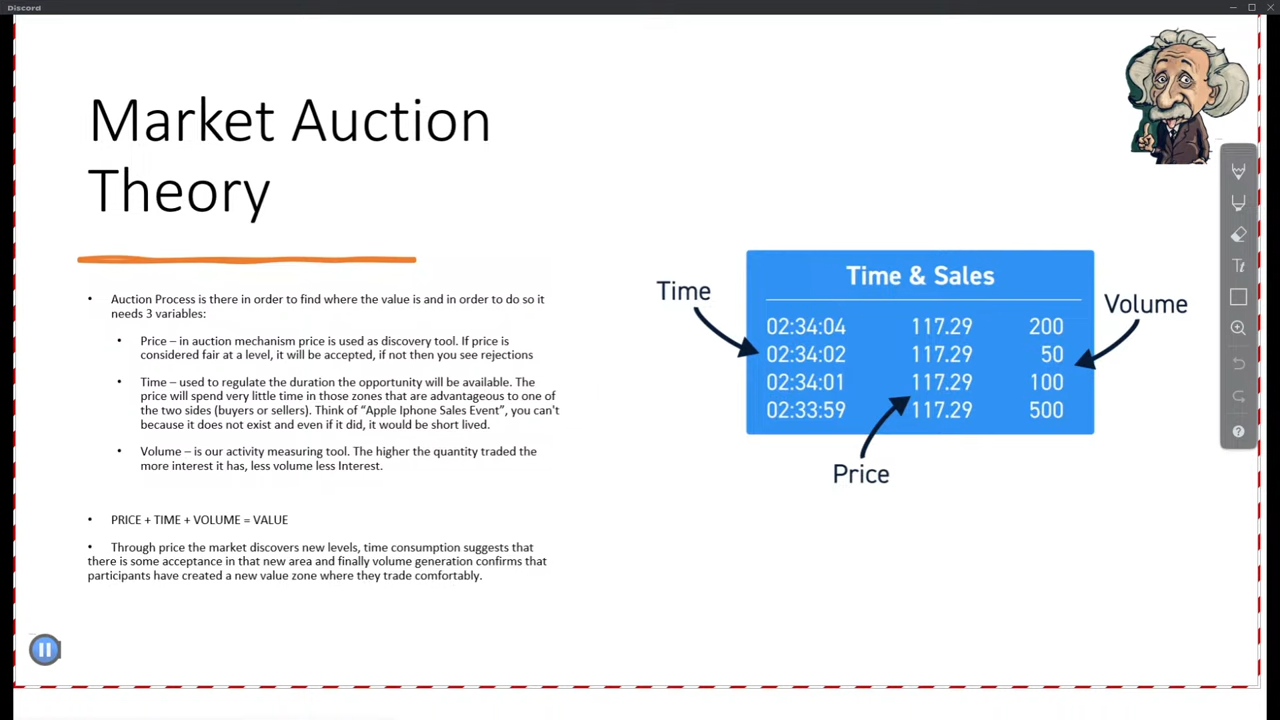 Discord
Market Auction
Theory
• Auction Process is there in order to find where the value is and in order to do so it
needs 3 variables:
• Price – in auction mechanism price is used as discovery tool. If price is
considered fair at a level, it will be accepted, if not then you see rejections
• Time – used to regulate the duration the opportunity will be available. The
price will spend very little time in those zones that are advantageous to one of
the two sides (buyers or sellers). Think of “Apple Iphone Sales Event”, you can't
because it does not exist and even if it did, it would be short lived.
• Volume – is our activity measuring tool. The higher the quantity traded the
more interest it has, less volume less Interest.
• PRICE + TIME + VOLUME = VALUE
• Through price the market discovers new levels, time consumption suggests that
there is some acceptance in that new area and finally volume generation confirms that
participants have created a new value zone where they trade comfortably.
Time & Sales
Time
Volume
02:34:04 117.29 200
02:34:02 117.29 50
02:34:01 117.29 100
02:33:59 117.29 500
Price
Tt
?